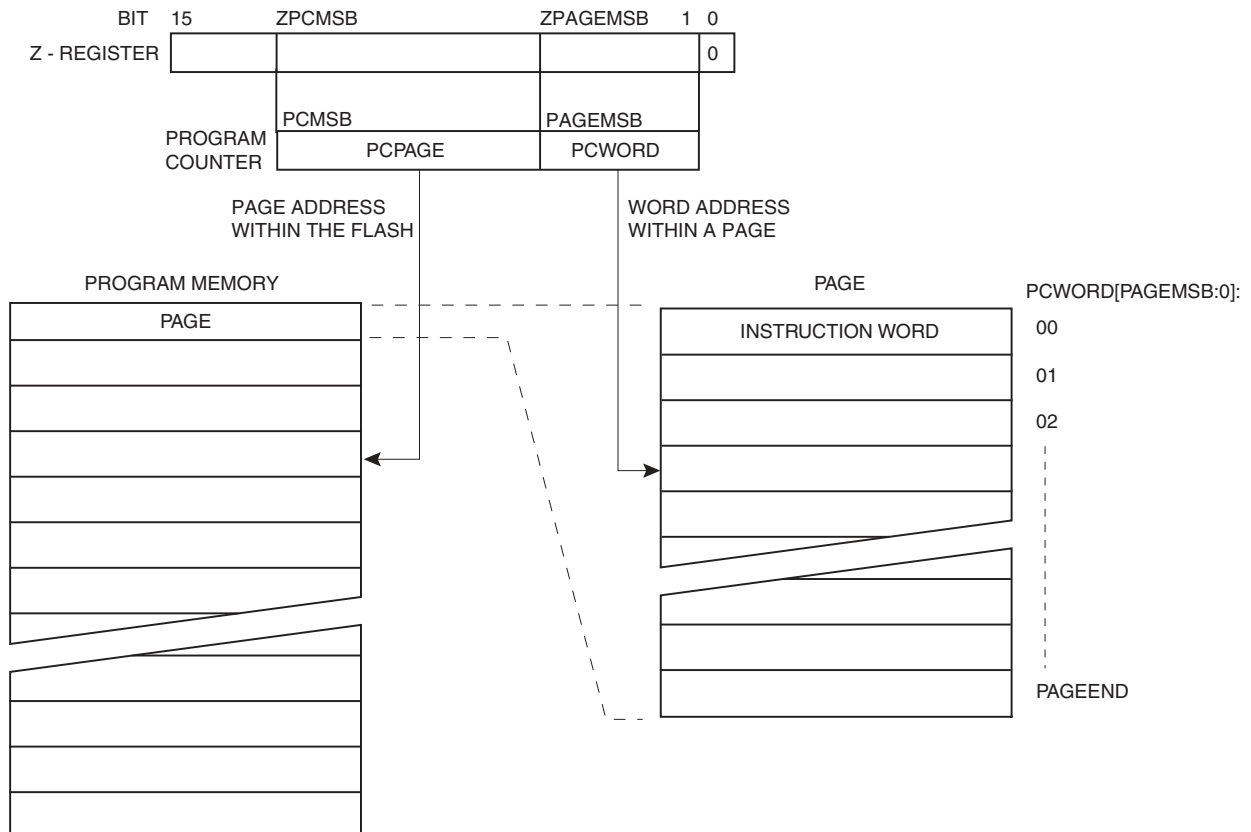 BIT 15 ZPCMSB ZPAGEMSB 1 0
Z - REGISTER 0
PCMSB PAGEMSB
PROGRAM
COUNTER
PCPAGE PCWORD
PAGE ADDRESS
WITHIN THE FLASH
WORD ADDRESS
WITHIN A PAGE
PROGRAM MEMORY
PAGE
PAGE
PCWORD[PAGEMSB:0]:
INSTRUCTION WORD
00
01
02
PAGEEND